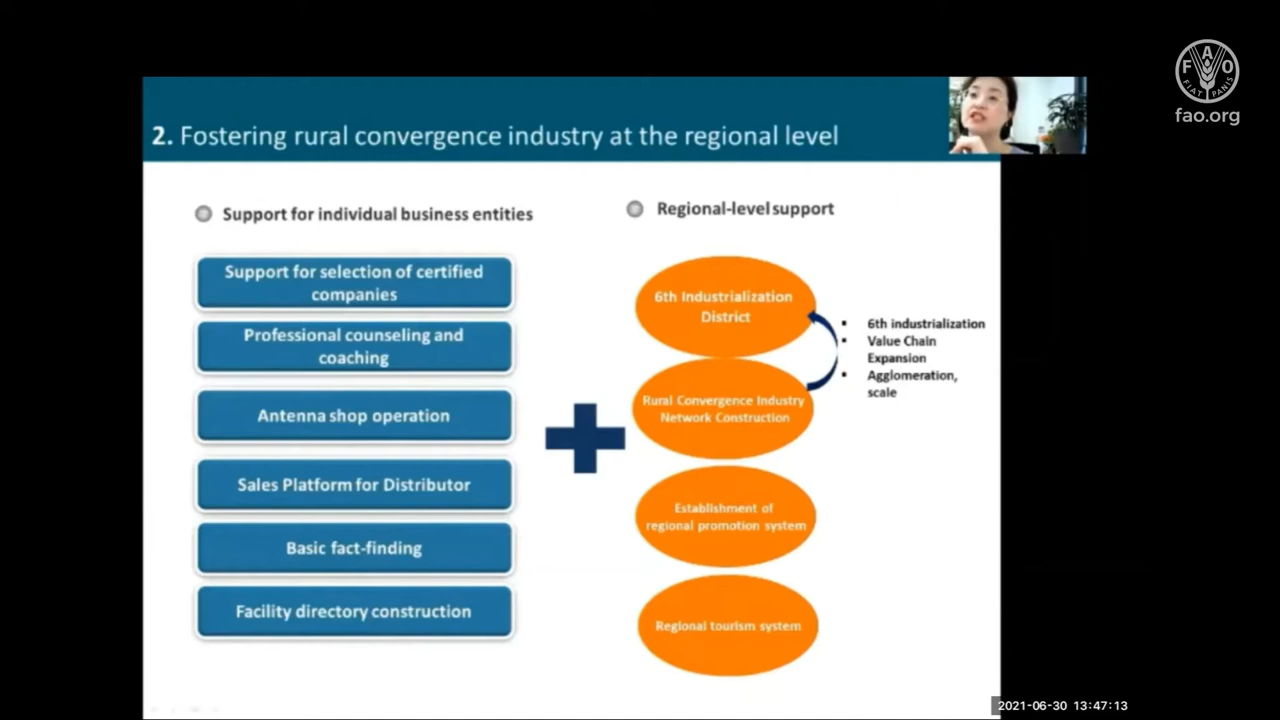 FAO
FIAT PANIS
fao.org
2. Fostering rural convergence industry at the regional level
Support for individual business entities
Support for selection of certified
companies
Professional counseling and
coaching
Antenna shop operation
Sales Platform for Distributor
Basic fact-finding
Facility directory construction
Regional-level support
6th Industrialization
District
Rural Convergence Industry
Network Construction
Establishment of
regional promotion system
Regional tourism system
6th industrialization
Value Chain
Expansion
Agglomeration,
scale
2021-06-30 13:47:13